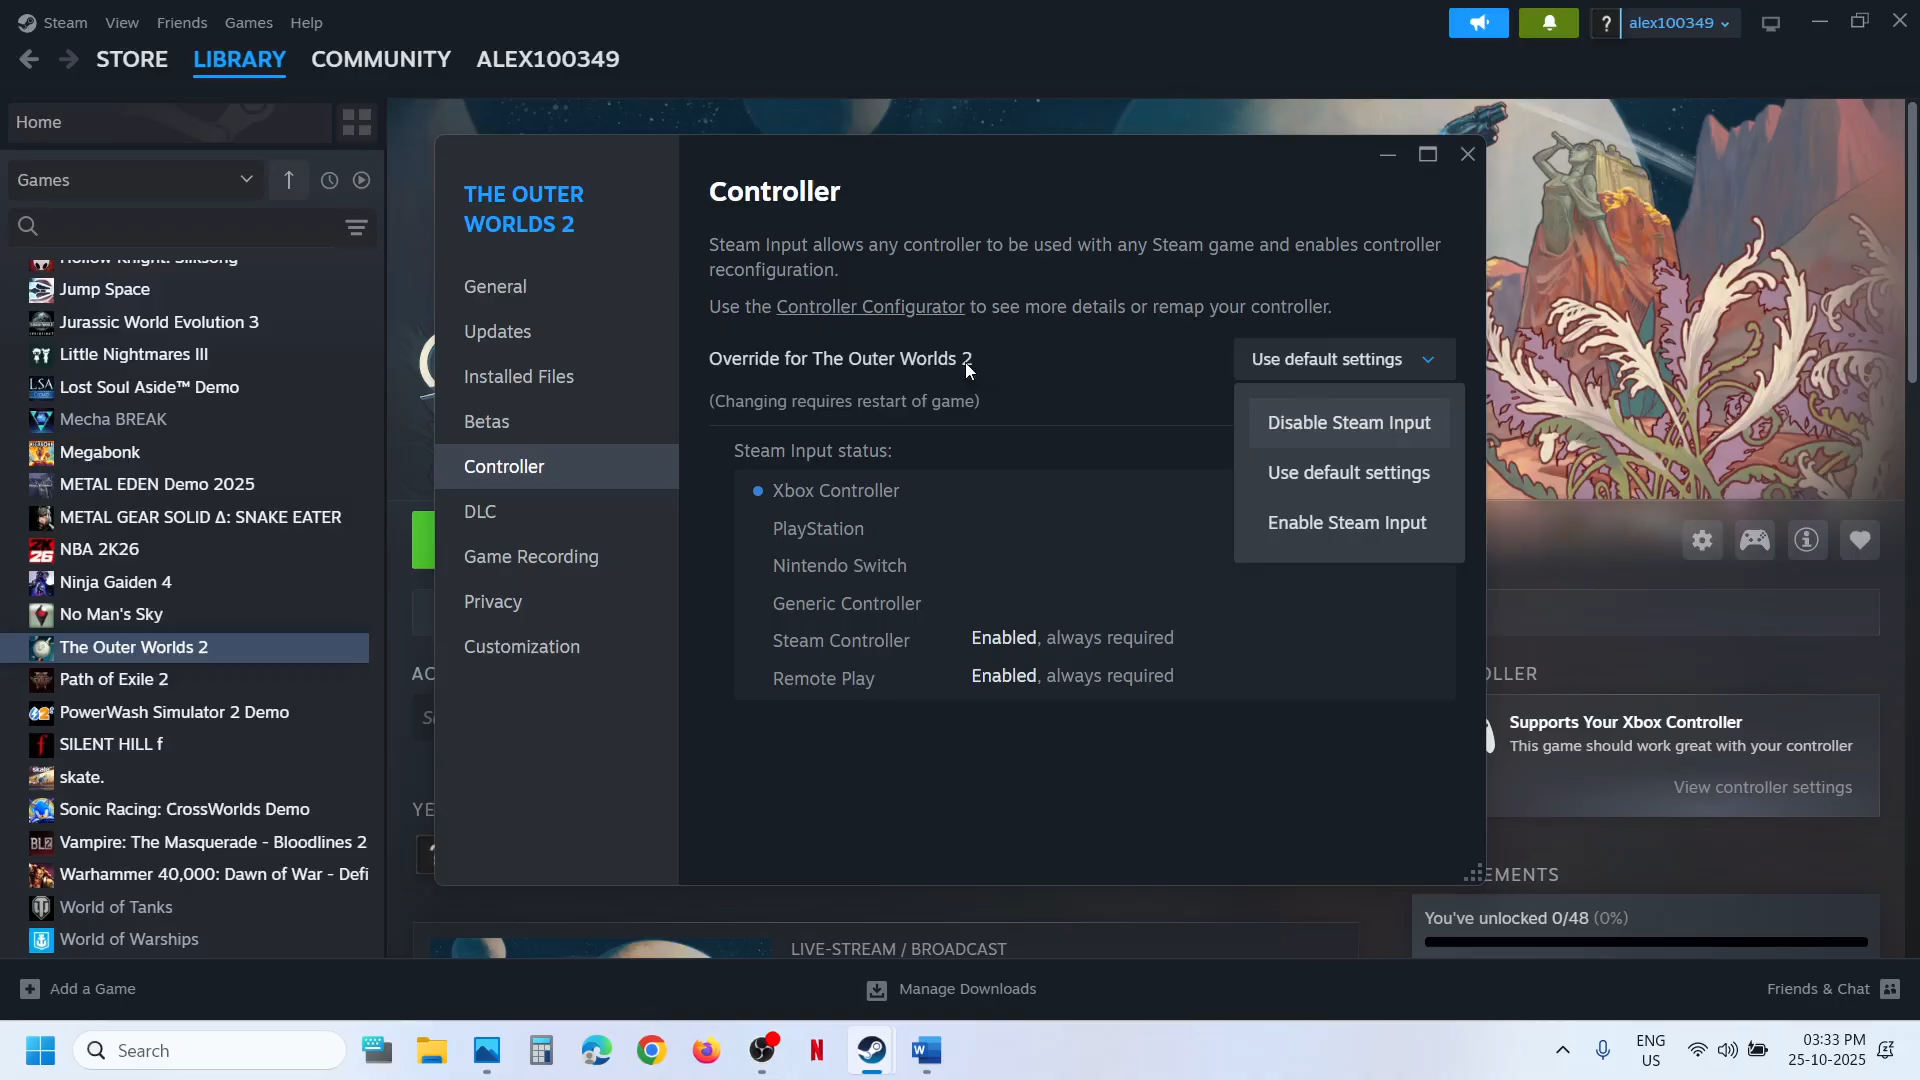 Steam View Friends Games Help
alex100349
STORE LIBRARY COMMUNITY ALEX100349
Home
Games
Hollow Knight: Silksong
Jump Space
Jurassic World Evolution 3
Little Nightmares III
Lost Soul Aside™ Demo
Mecha BREAK
Megabonk
METAL EDEN Demo 2025
METAL GEAR SOLID Δ: SNAKE EATER
NBA 2K26
Ninja Gaiden 4
No Man's Sky
The Outer Worlds 2
Path of Exile 2
PowerWash Simulator 2 Demo
SILENT HILL f
skate.
Sonic Racing: CrossWorlds Demo
Vampire: The Masquerade - Bloodlines 2
Warhammer 40,000: Dawn of War - Defi
World of Tanks
World of Warships
THE OUTER
WORLDS 2
General
Updates
Installed Files
Betas
Controller
DLC
Game Recording
Privacy
Customization
Controller
Steam Input allows any controller to be used with any Steam game and enables controller
reconfiguration.
Use the Controller Configurator to see more details or remap your controller.
Override for The Outer Worlds 2
Use default settings
(Changing requires restart of game)
Disable Steam Input
Use default settings
Enable Steam Input
Steam Input status:
Xbox Controller
PlayStation
Nintendo Switch
Generic Controller
Steam Controller Enabled, always required
Remote Play Enabled, always required
AC
YE
OLLER
Supports Your Xbox Controller
This game should work great with your controller
View controller settings
EMENTS
You've unlocked 0/48 (0%)
LIVE-STREAM / BROADCAST
Add a Game
Manage Downloads
Friends & Chat
Search
ENG
US
03:33 PM
25-10-2025